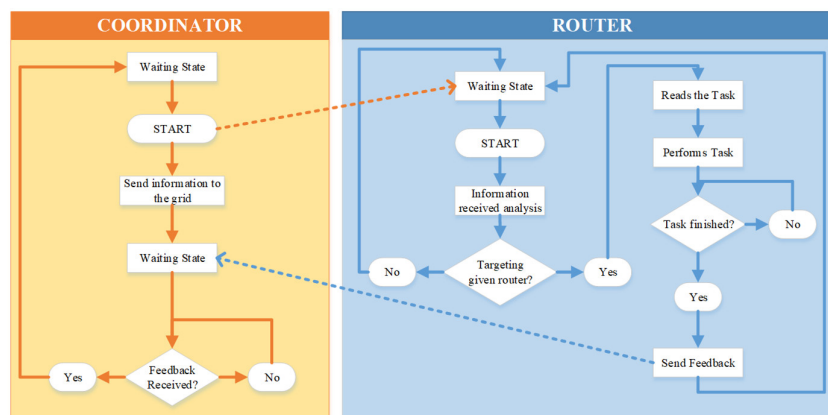 COORDINATOR
Waiting State
START
Send information to
the grid
Waiting State
Feedback
Received?
Yes
No
ROUTER
Waiting State
START
Information
received analysis
Targeting
given router?
No
Yes
Reads the Task
Performs Task
Task finished?
No
Yes
Send Feedback